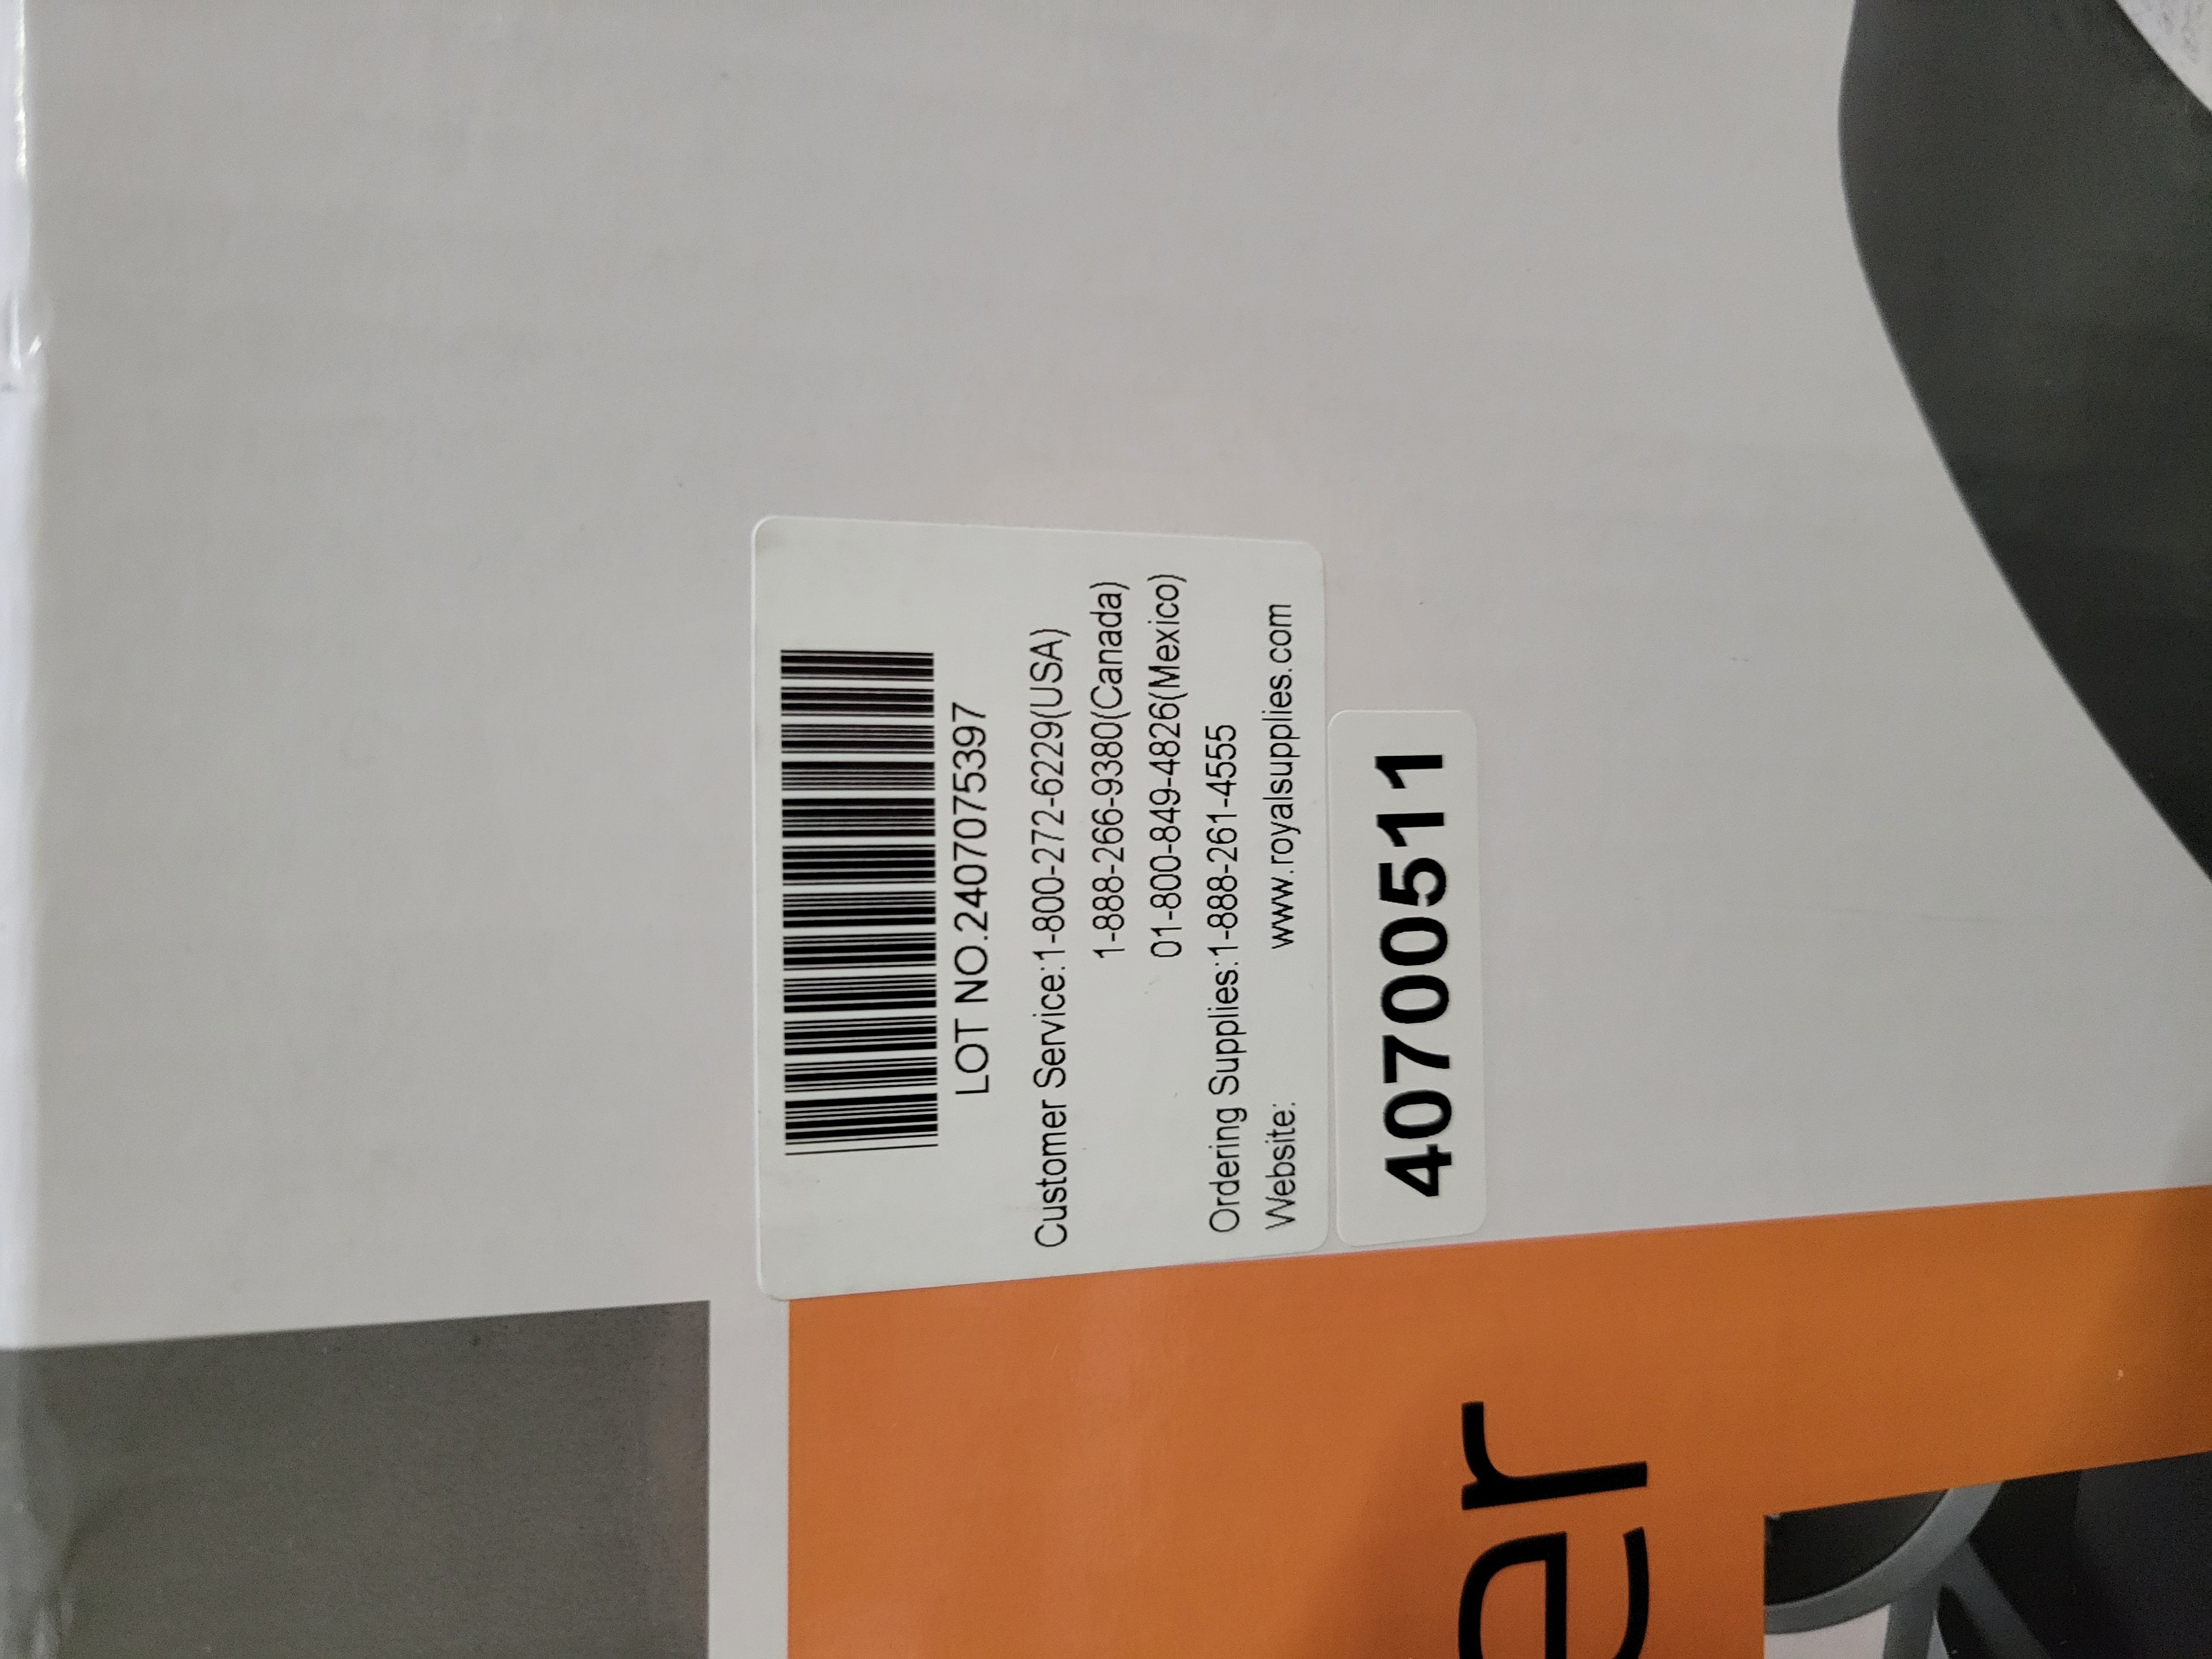 LOT NO.2407075397
Customer Service:1-800-272-6229(USA)
1-888-266-9380(Canada)
01-800-849-4826(Mexico)
Ordering Supplies:1-888-261-4555
Website: www.royalsupplies.com
40700511
er